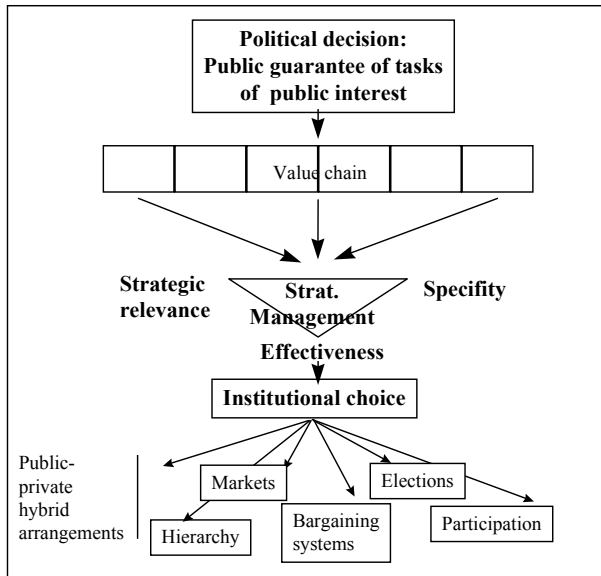 Political decision:
Public guarantee of tasks
of public interest
Value chain
Strategic
relevance
Strat.
Management
Specifity
Effectiveness
Institutional choice
Public-
private
hybrid
arrangements
Markets
Elections
Hierarchy
Bargaining
systems
Participation